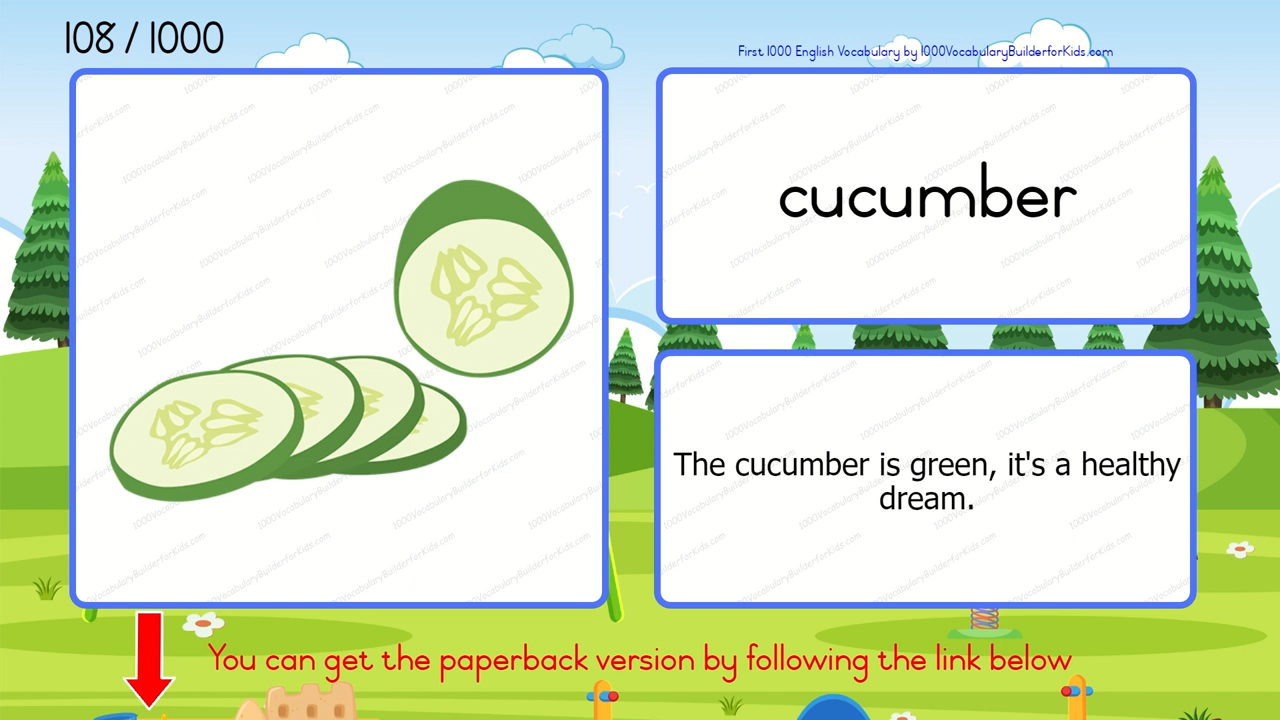 108 / 1000
First 1000 English Vocabulary by 1000VocabularyBuilderforKids.com
cucumber
The cucumber is green, it's a healthy
dream.
You can get the paperback version by following the link below